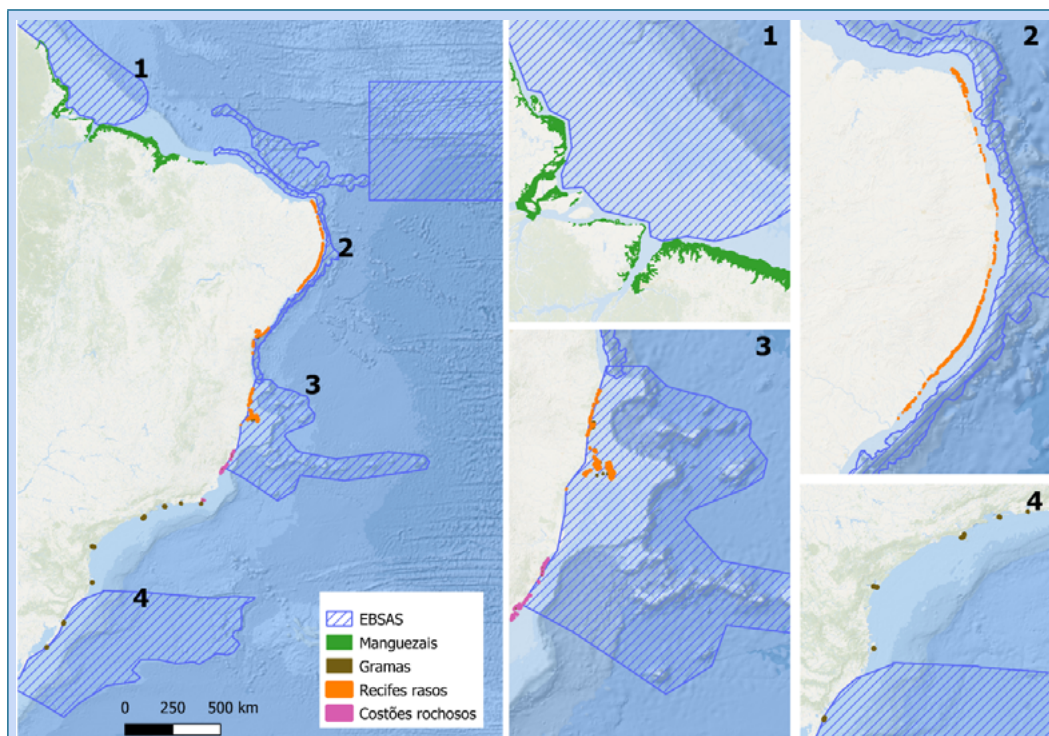 1
2
3
4
EBSAS
Manguezais
Gramas
Recifes rasos
Costões rochosos
0 250 500 km
1
2
3
4